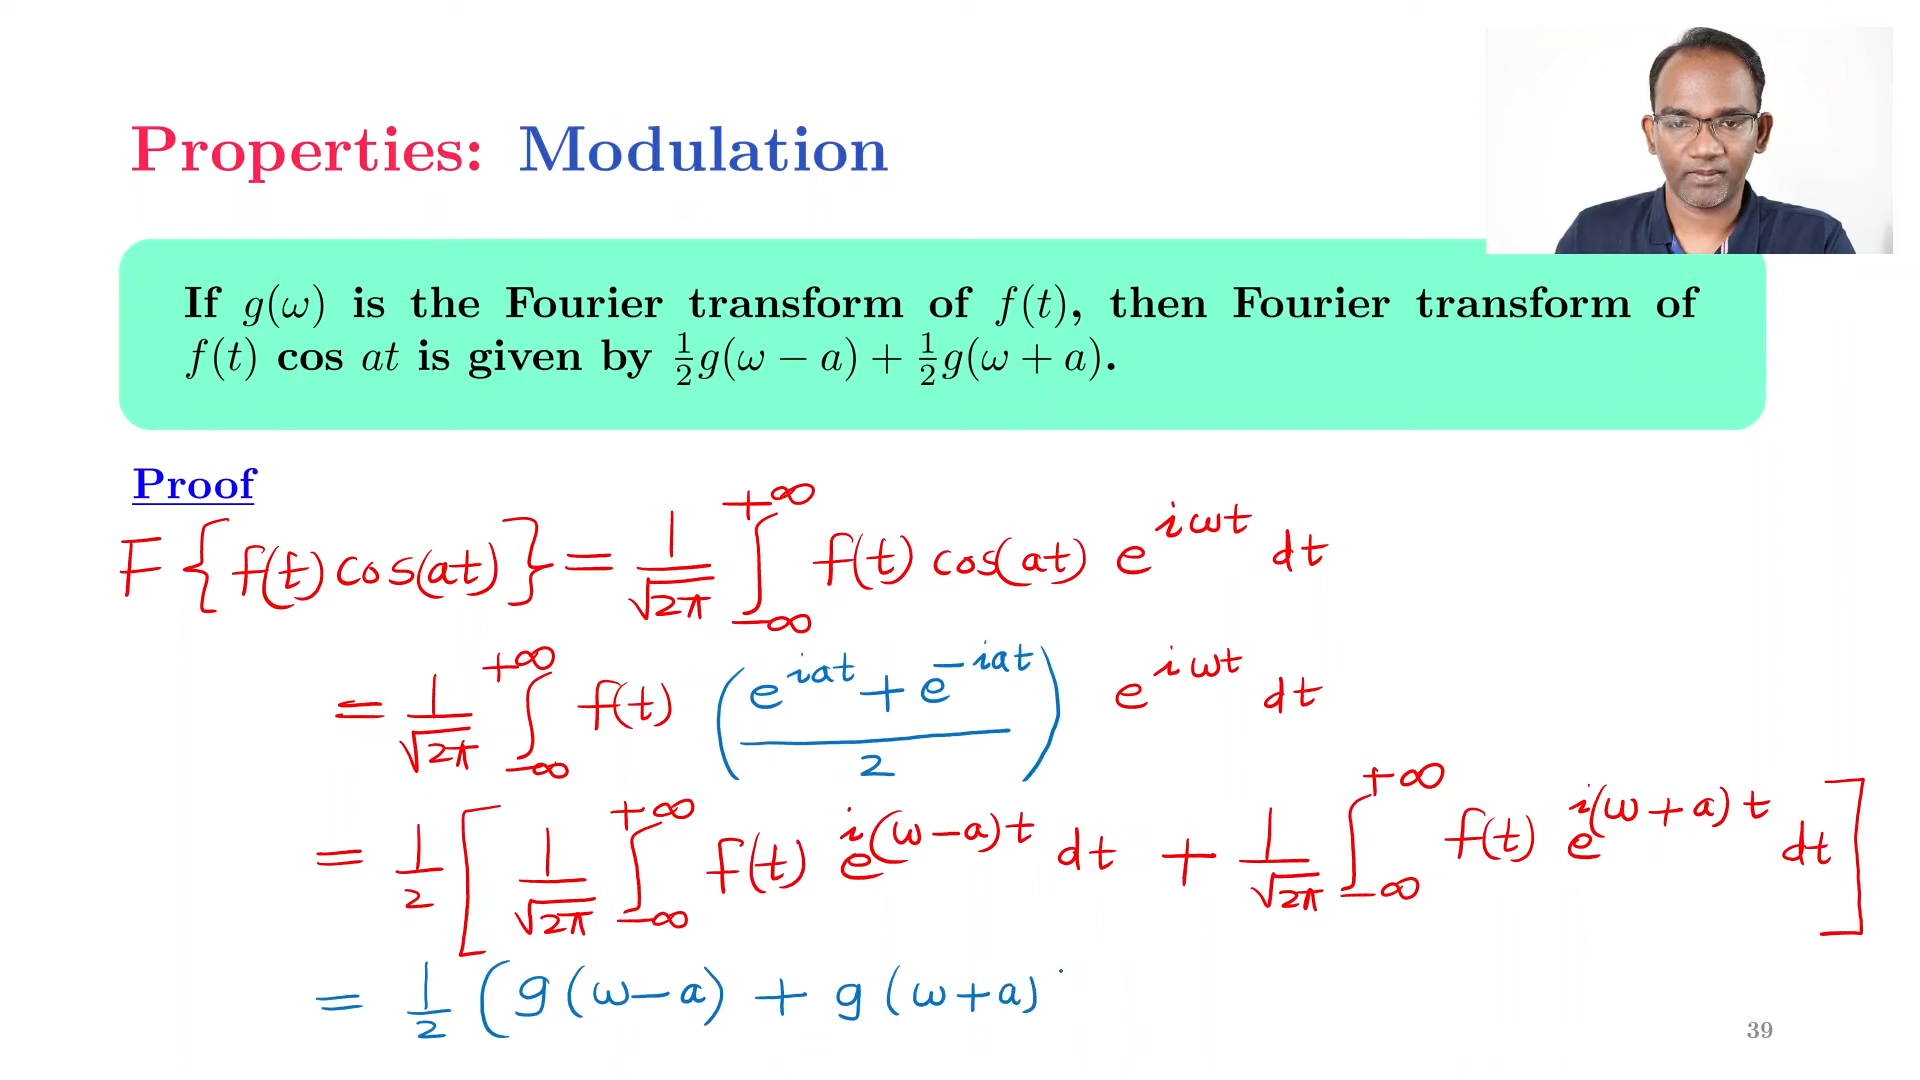 Properties: Modulation
If g(ω) is the Fourier transform of f(t), then Fourier transform of
f(t) cos at is given by ½g(ω − a) + ½g(ω + a).
Proof
F{f(t)cos(at)} = 1/√2π ∫_{-∞}^{+∞} f(t) cos(at) e^{iωt} dt
= 1/√2π ∫_{-∞}^{+∞} f(t) ((e^{iat} + e^{-iat})/2) e^{iωt} dt
= 1/2 [1/√2π ∫_{-∞}^{+∞} f(t) e^{i(ω-a)t} dt + 1/√2π ∫_{-∞}^{+∞} f(t) e^{i(ω+a)t} dt]
= 1/2 (g(ω-a) + g(ω+a)
39